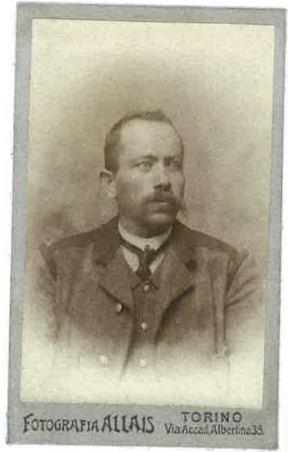 FOTOGRAFIA ALLAIS TORINO
Via Accad. Albertina 35.